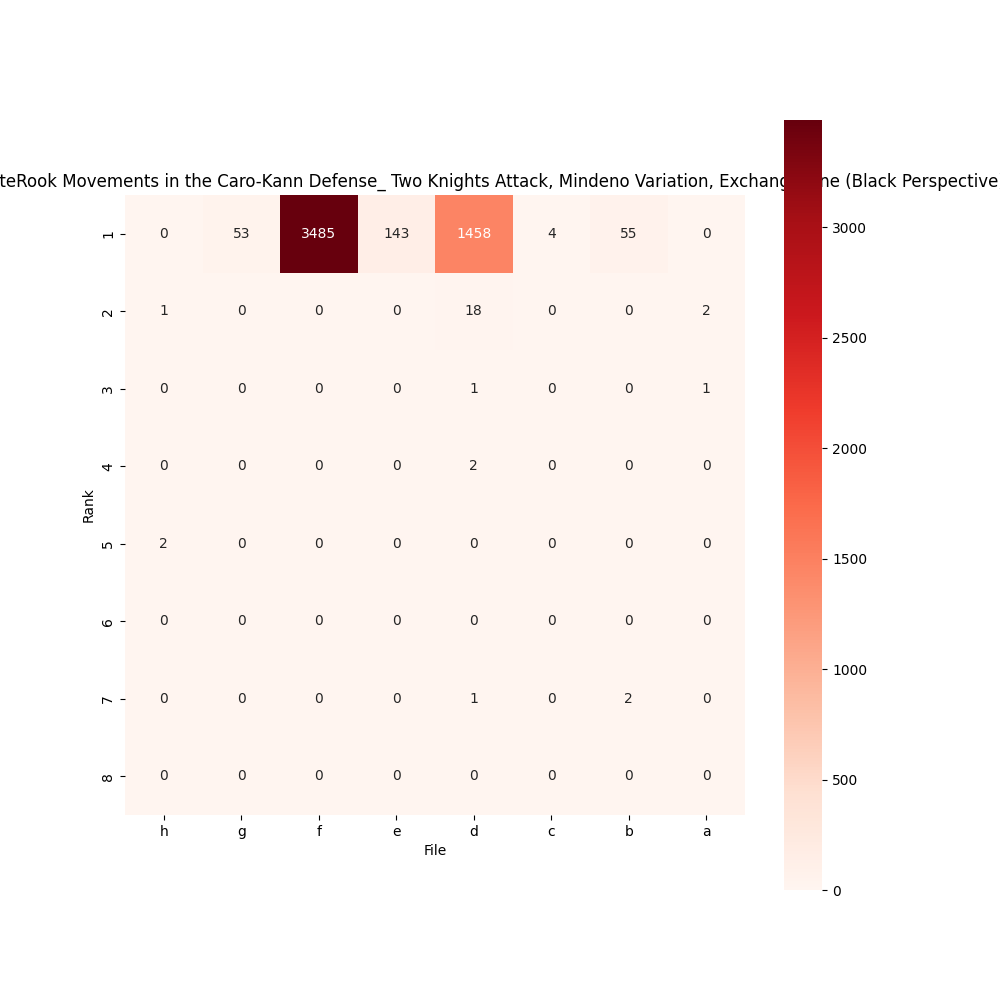 teRook Movements in the Caro-Kann Defense_ Two Knights Attack, Mindeno Variation, Exchang ne (Black Perspective
1 0 53 3485 143 1458 4 55 0
2 1 0 0 0 18 0 0 2
3 0 0 0 0 1 0 0 1
4 0 0 0 0 2 0 0 0
5 2 0 0 0 0 0 0 0
6 0 0 0 0 0 0 0 0
7 0 0 0 0 1 0 2 0
8 0 0 0 0 0 0 0 0
h g f e d c b a
File
Rank
3000
2500
2000
1500
1000
500
0